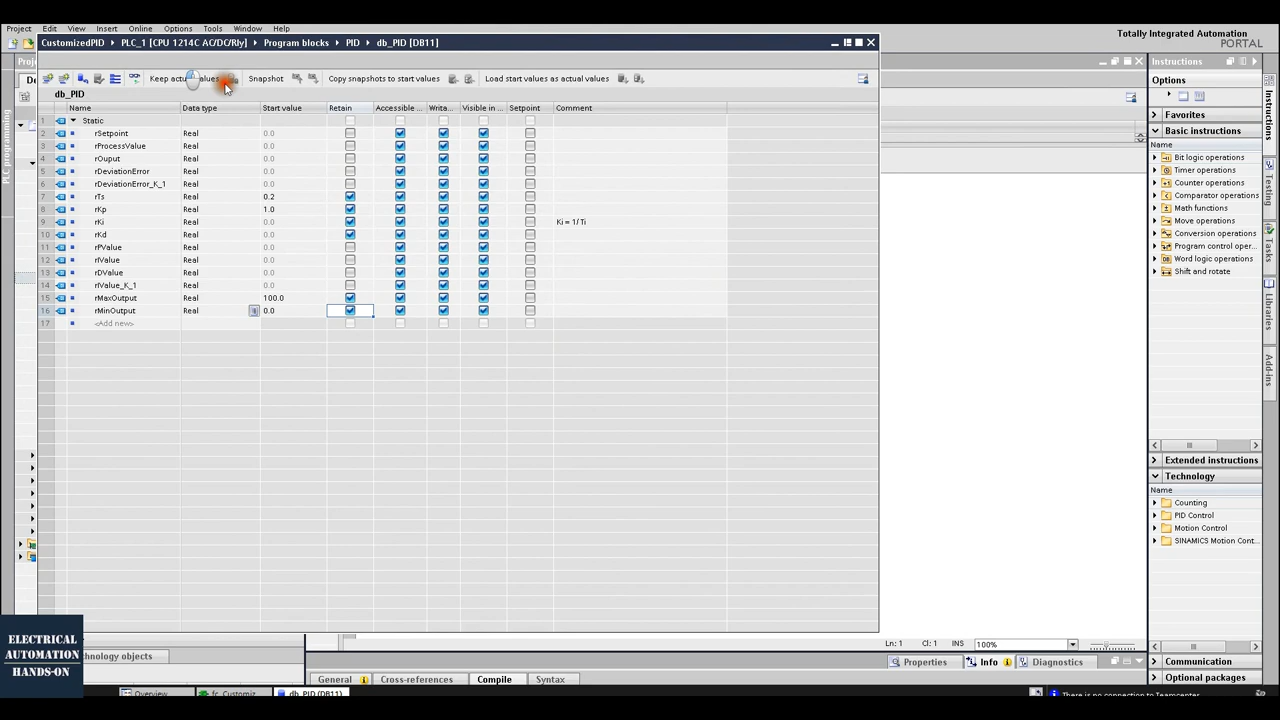 Project Edit View Insert Online Options Tools Window Help
Totally Integrated Automation
PORTAL
CustomizedPID PLC_1 [CPU 1214C AC/DC/Rly] Program blocks PID db_PID [DB11]
Keep actual values Snapshot Copy snapshots to start values Load start values as actual values
db_PID
Name Data type Start value Retain Accessible ... Writa... Visible in ... Setpoint Comment
1 Static
2 rSetpoint Real 0.0
3 rProcessValue Real 0.0
4 rOuput Real 0.0
5 rDeviationError Real 0.0
6 rDeviationError_K_1 Real 0.0
7 rTs Real 0.2
8 rKp Real 1.0
9 rKi Real 0.0 Ki = 1/Ti
10 rKd Real 0.0
11 rPValue Real 0.0
12 rIValue Real 0.0
13 rDValue Real 0.0
14 rIValue_K_1 Real 0.0
15 rMaxOutput Real 100.0
16 rMinOutput Real 0.0
17 <Add new>
PLC programming
Options
Favorites
Basic instructions
Name
Bit logic operations
Timer operations
Counter operations
Comparator operations
Math functions
Move operations
Conversion operations
Program control oper...
Word logic operations
Shift and rotate
Extended instructions
Technology
Name
Counting
PID Control
Motion Control
SINAMICS Motion Cont...
Communication
Optional packages
Instructions
Testing
Tasks
Libraries
Add-ins
Ln: 1 Cl: 1 INS 100%
Properties Info Diagnostics
General Cross-references Compile Syntax
hnology objects
Overview fc_Customiz... db_PID (DB11)
There is no connection to Teamcenter.
ELECTRICAL
AUTOMATION
HANDS-ON